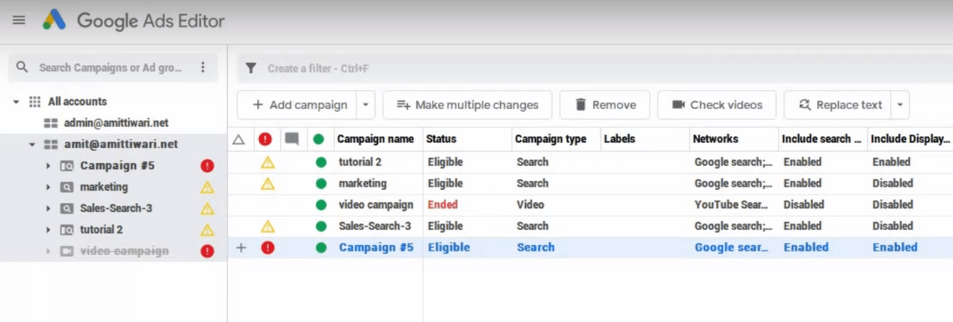 Google Ads Editor
Search Campaigns or Ad gro...
Create a filter - Ctrl+F
All accounts
admin@amittiwari.net
amit@amittiwari.net
Campaign #5
marketing
Sales-Search-3
tutorial 2
video campaign
+ Add campaign Make multiple changes Remove Check videos Replace text
Campaign name Status Campaign type Labels Networks Include search ... Include Display...
tutorial 2 Eligible Search Google search;... Enabled Enabled
marketing Eligible Search Google search;... Enabled Disabled
video campaign Ended Video YouTube Sear... Disabled Disabled
Sales-Search-3 Eligible Search Google search;... Enabled Disabled
+ Campaign #5 Eligible Search Google sear... Enabled Enabled